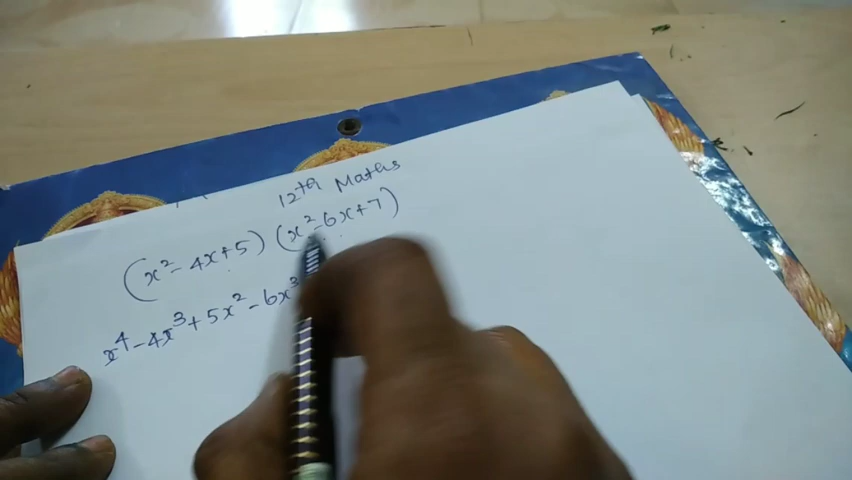 12th Maths
(x²-4x+5) (x²-6x+7)
x⁴-4x³+5x²-6x³